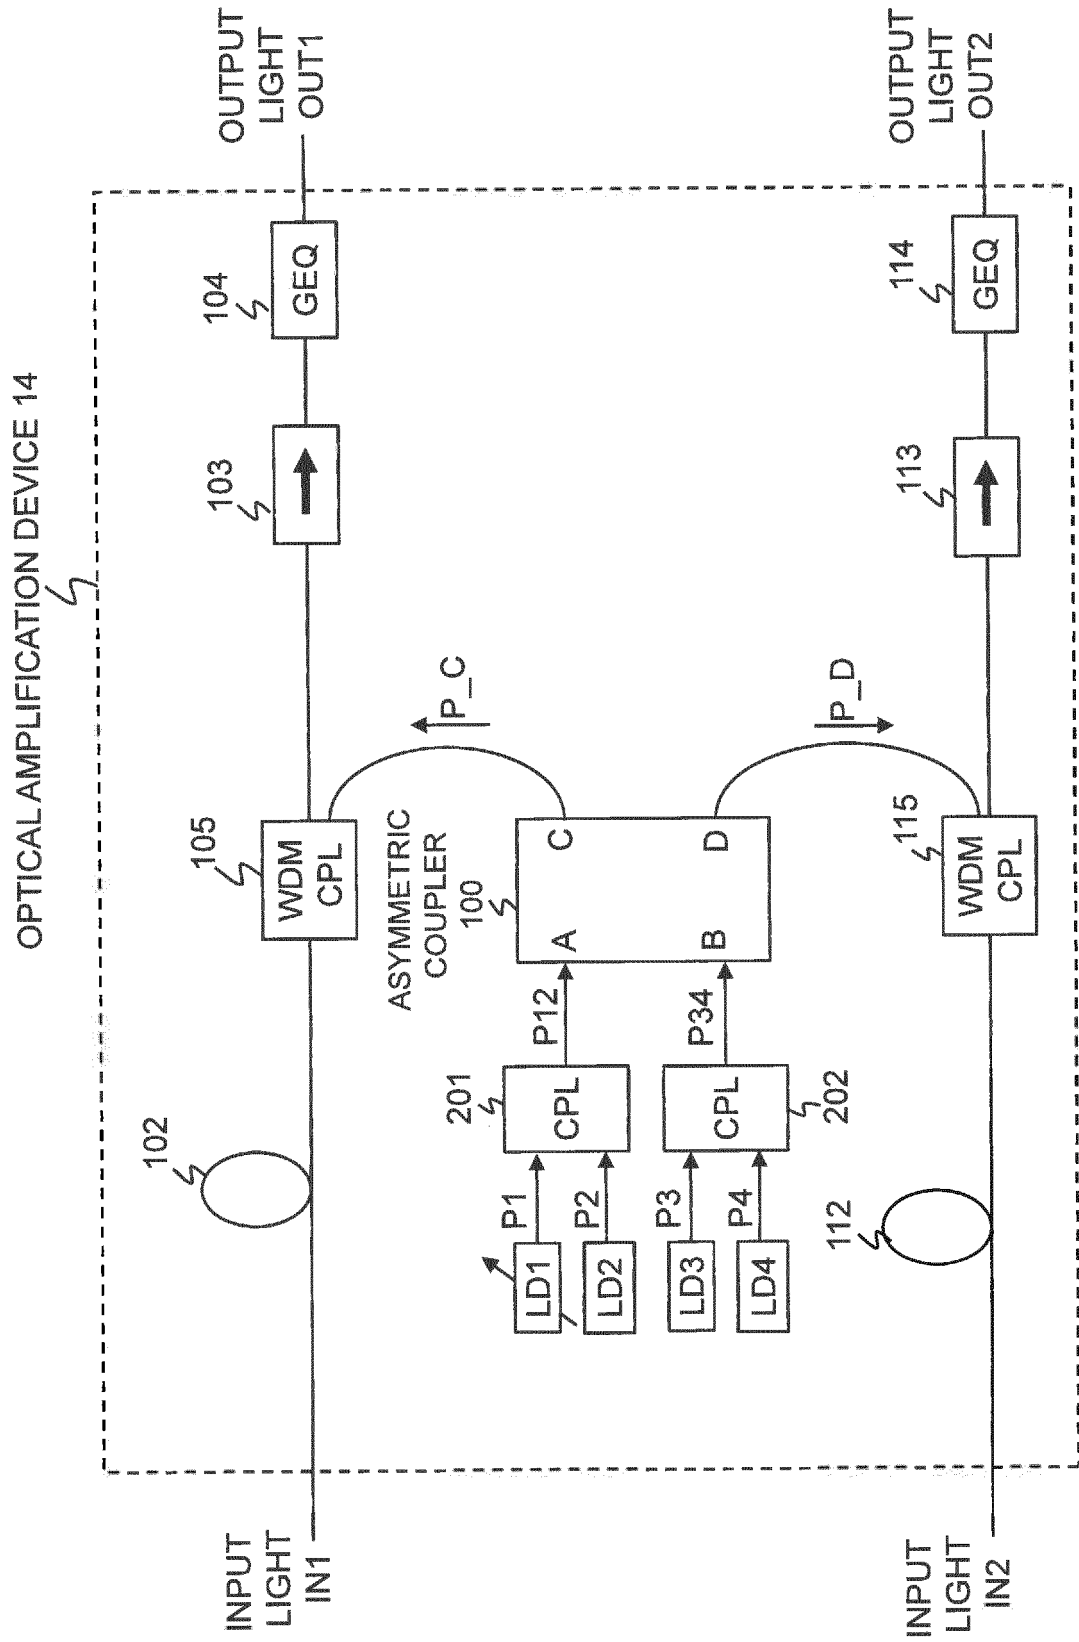 OPTICAL AMPLIFICATION DEVICE 14
INPUT
LIGHT
IN1
102
105
WDM
CPL
103
104
GEQ
OUTPUT
LIGHT
OUT1
ASYMMETRIC
COUPLER
100
P_C
LD1
P1
LD2
P2
201
CPL
P12
A
C
LD3
P3
LD4
P4
CPL
202
P34
B
D
P_D
INPUT
LIGHT
IN2
112
115
WDM
CPL
113
114
GEQ
OUTPUT
LIGHT
OUT2